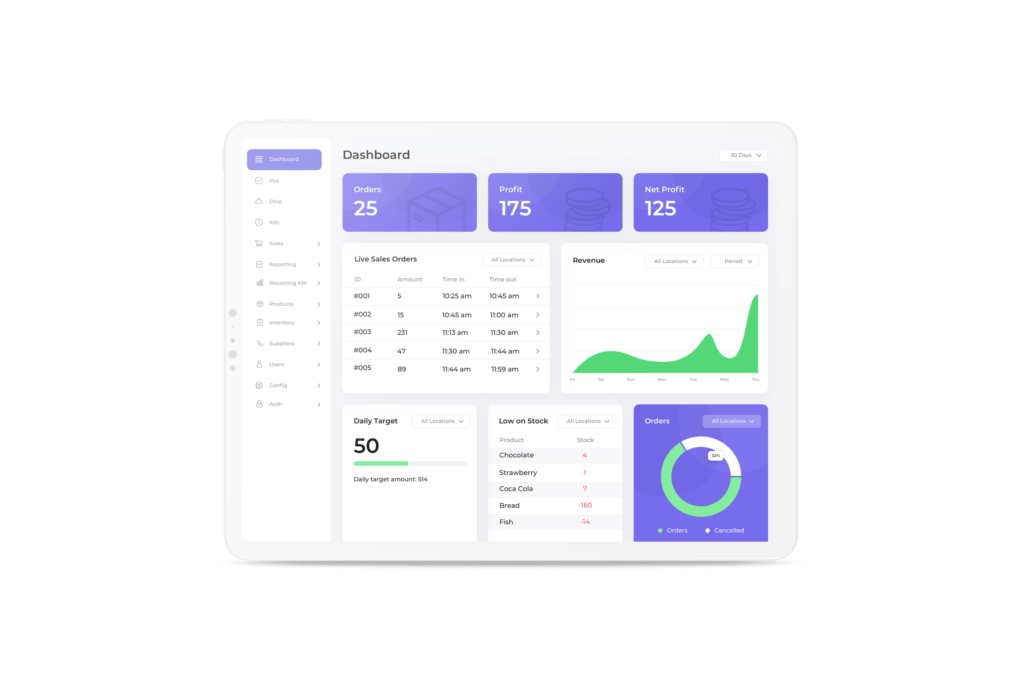 Dashboard
Pos
Dine
Kds
Sales
Reporting
Reporting KPI
Products
Inventory
Suppliers
Users
Config
Auth
Dashboard
30 Days
Orders
25
Profit
175
Net Profit
125
Live Sales Orders
All Locations
ID Amount Time in Time out
#001 5 10:25 am 10:45 am
#002 15 10:45 am 11:00 am
#003 231 11:13 am 11:30 am
#004 47 11:30 am 11:44 am
#005 89 11:44 am 11:59 am
Revenue
All Locations
Period
Fri Sat Sun Mon Tue Wed Thu
Daily Target
All Locations
50
Daily target amount: 514
Low on Stock
All Locations
Product Stock
Chocolate 4
Strawberry 1
Coca Cola 7
Bread -160
Fish -14
Orders
All Locations
32%
Orders Cancelled